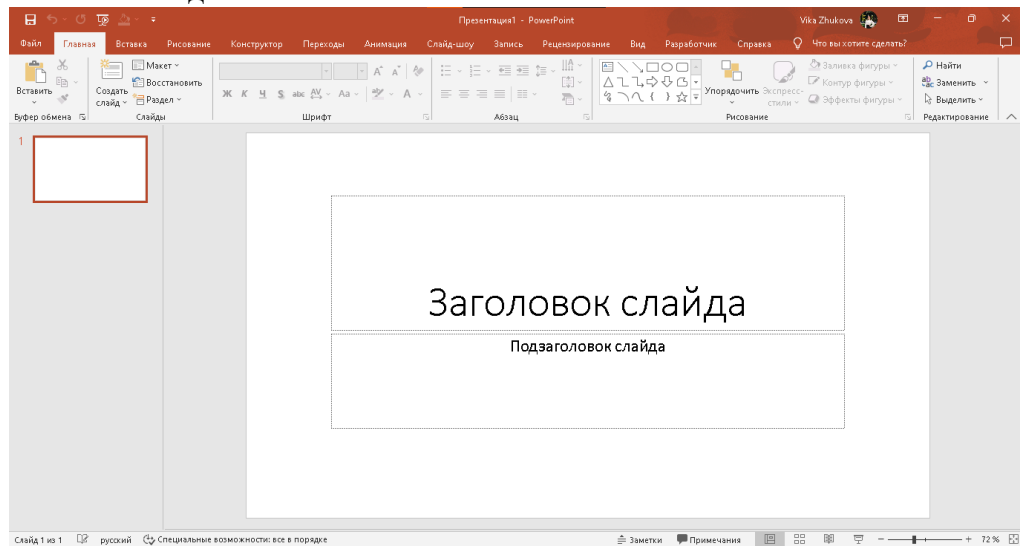 Презентация1 - PowerPoint
Vika Zhukova
Файл Главная Вставка Рисование Конструктор Переходы Анимация Слайд-шоу Запись Рецензирование Вид Разработчик Справка Что вы хотите сделать?
Вставить
Буфер обмена
Создать слайд
Макет
Восстановить
Раздел
Слайды
Ж К Ч S abc AV Aa A
Шрифт
Абзац
Упорядочить
Экспресс-стили
Заливка фигуры
Контур фигуры
Эффекты фигуры
Рисование
Найти
Заменить
Выделить
Редактирование
1
Заголовок слайда
Подзаголовок слайда
Слайд 1 из 1 русский Специальные возможности: все в порядке Заметки Примечания 72 %